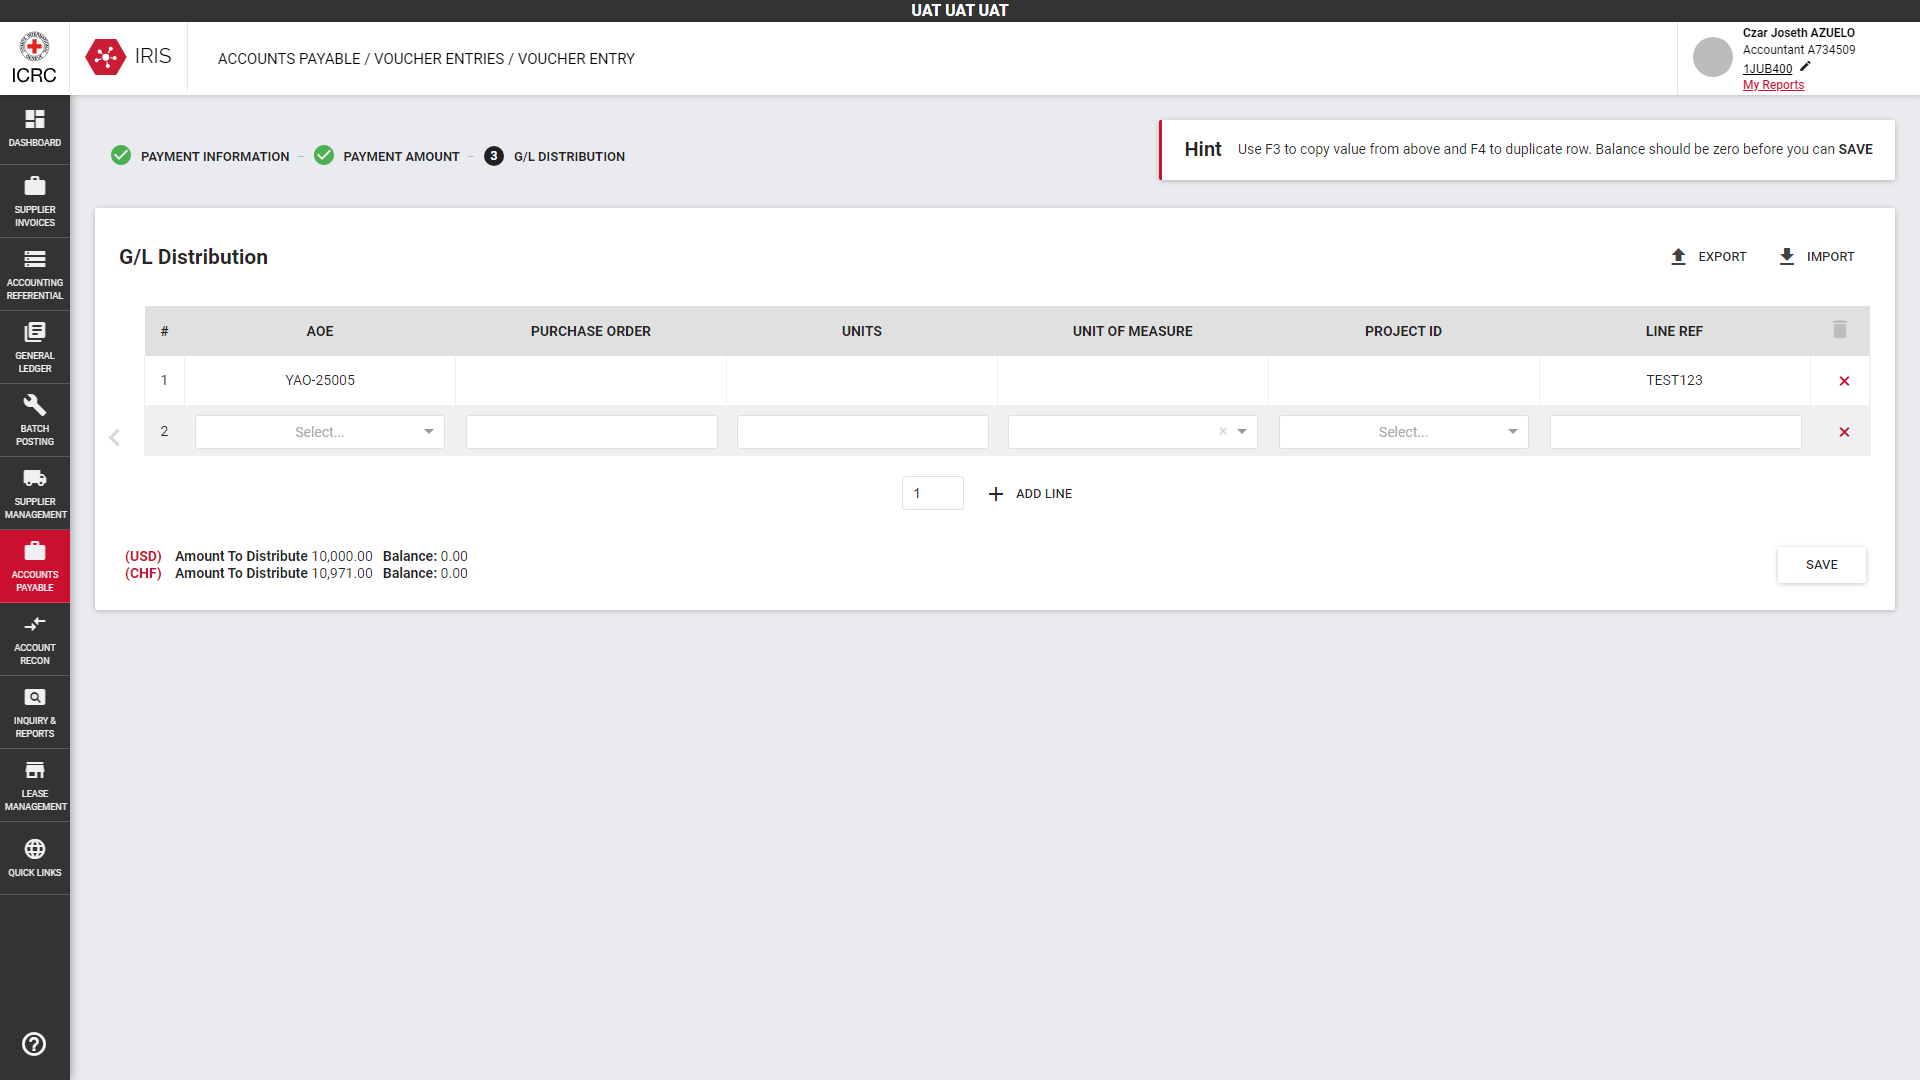 UAT UAT UAT
ICRC
IRIS
ACCOUNTS PAYABLE / VOUCHER ENTRIES / VOUCHER ENTRY
Czar Joseth AZUELO
Accountant A734509
1JUB400
My Reports
DASHBOARD
SUPPLIER
INVOICES
ACCOUNTING
REFERENTIAL
GENERAL
LEDGER
BATCH
POSTING
SUPPLIER
MANAGEMENT
ACCOUNTS
PAYABLE
ACCOUNT
RECON
INQUIRY &
REPORTS
LEASE
MANAGEMENT
QUICK LINKS
PAYMENT INFORMATION
PAYMENT AMOUNT
3 G/L DISTRIBUTION
Hint Use F3 to copy value from above and F4 to duplicate row. Balance should be zero before you can SAVE
G/L Distribution
EXPORT
IMPORT
# AOE PURCHASE ORDER UNITS UNIT OF MEASURE PROJECT ID LINE REF
1 YAO-25005 TEST123
2 Select... Select...
1 ADD LINE
(USD) Amount To Distribute 10,000.00 Balance: 0.00
(CHF) Amount To Distribute 10,971.00 Balance: 0.00
SAVE